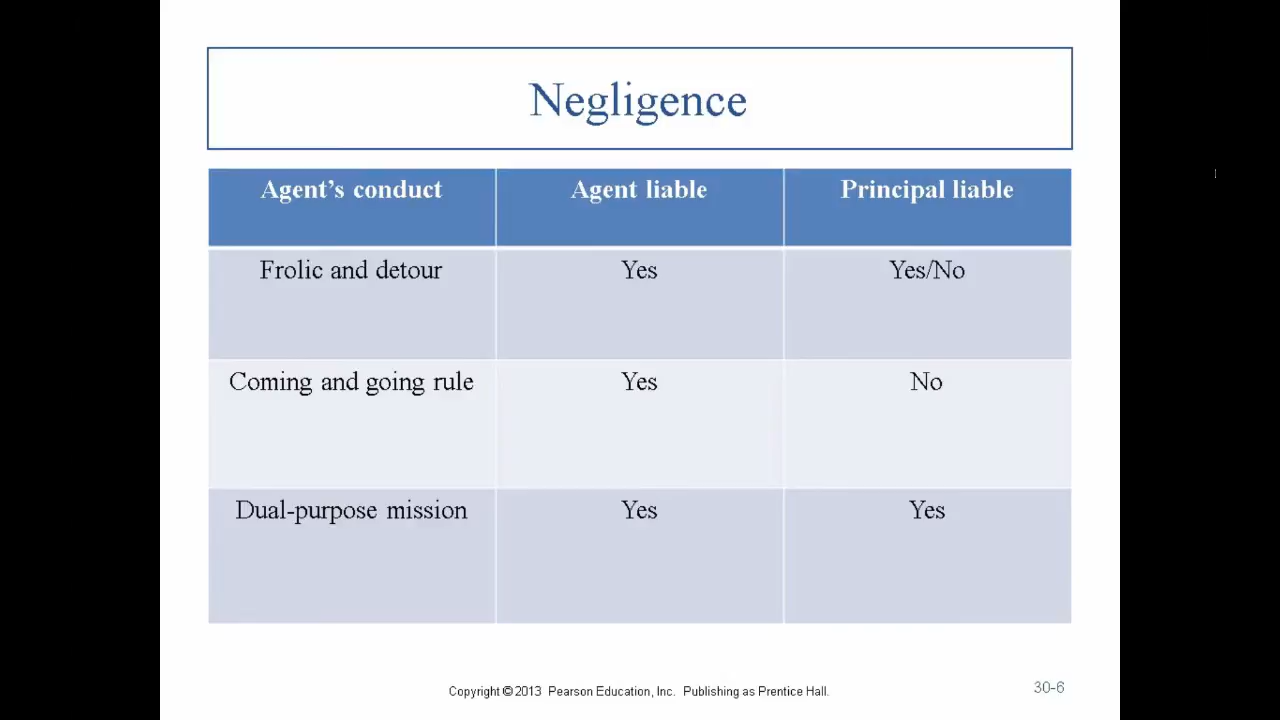 Negligence
Agent’s conduct Agent liable Principal liable
Frolic and detour Yes Yes/No
Coming and going rule Yes No
Dual-purpose mission Yes Yes
Copyright © 2013 Pearson Education, Inc. Publishing as Prentice Hall.
30-6